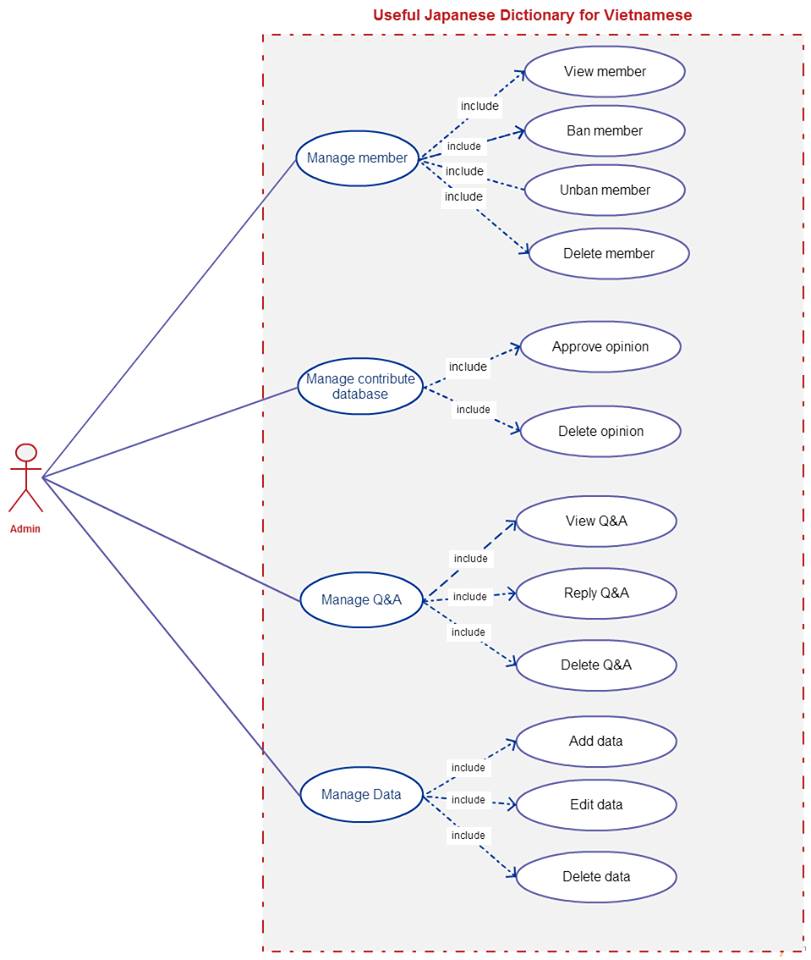 Useful Japanese Dictionary for Vietnamese
View member
include
Ban member
include
Manage member
include
Unban member
include
Delete member
Approve opinion
include
Manage contribute
database
include
Delete opinion
View Q&A
include
Reply Q&A
include
Manage Q&A
include
Delete Q&A
Admin
Add data
include
Manage Data
include
Edit data
include
Delete data